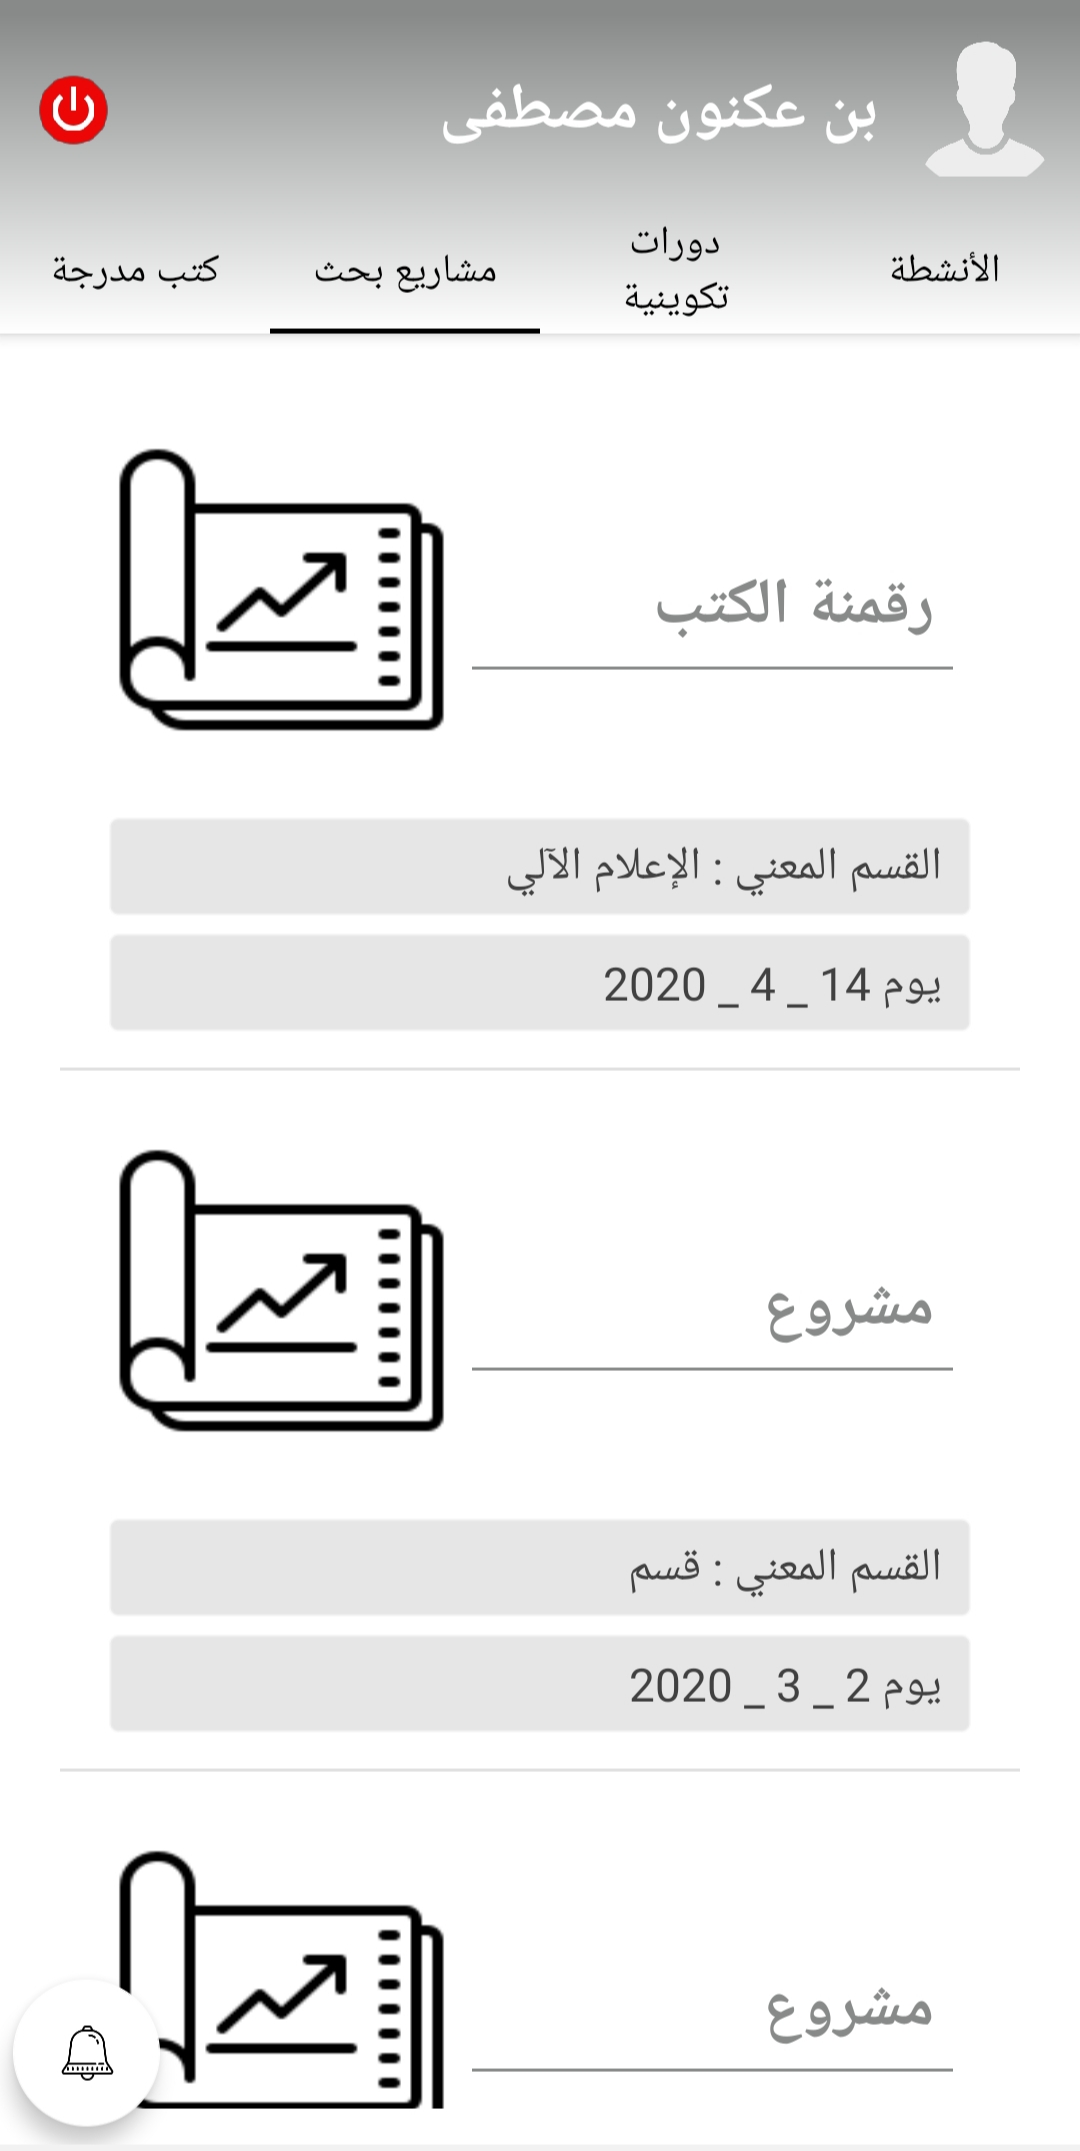 بن عكنون مصطفى
الأنشطة
دورات
تكوينية
مشاريع بحث
كتب مدرجة
رقمنة الكتب
القسم المعني : الإعلام الآلي
يوم 14 _ 4 _ 2020
مشروع
القسم المعني : قسم
يوم 2 _ 3 _ 2020
مشروع